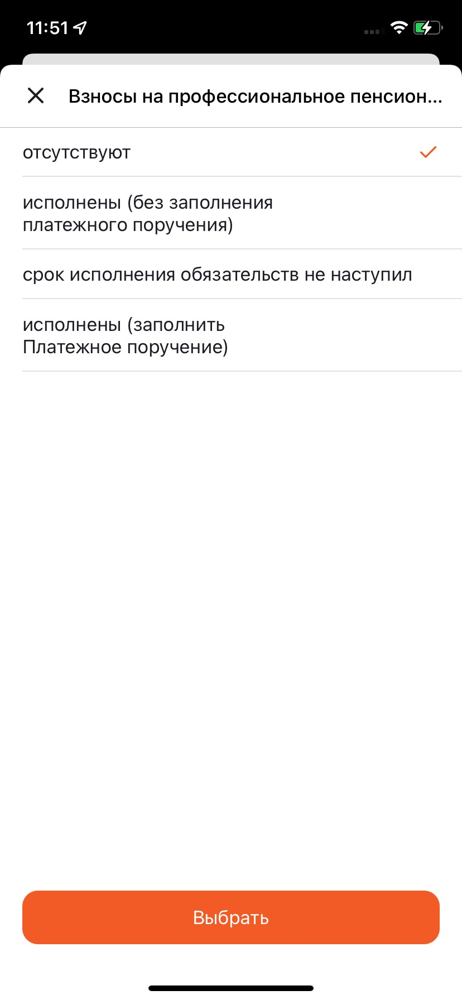 11:51
Взносы на профессиональное пенсион...
отсутствуют
исполнены (без заполнения
платежного поручения)
срок исполнения обязательств не наступил
исполнены (заполнить
Платежное поручение)
Выбрать